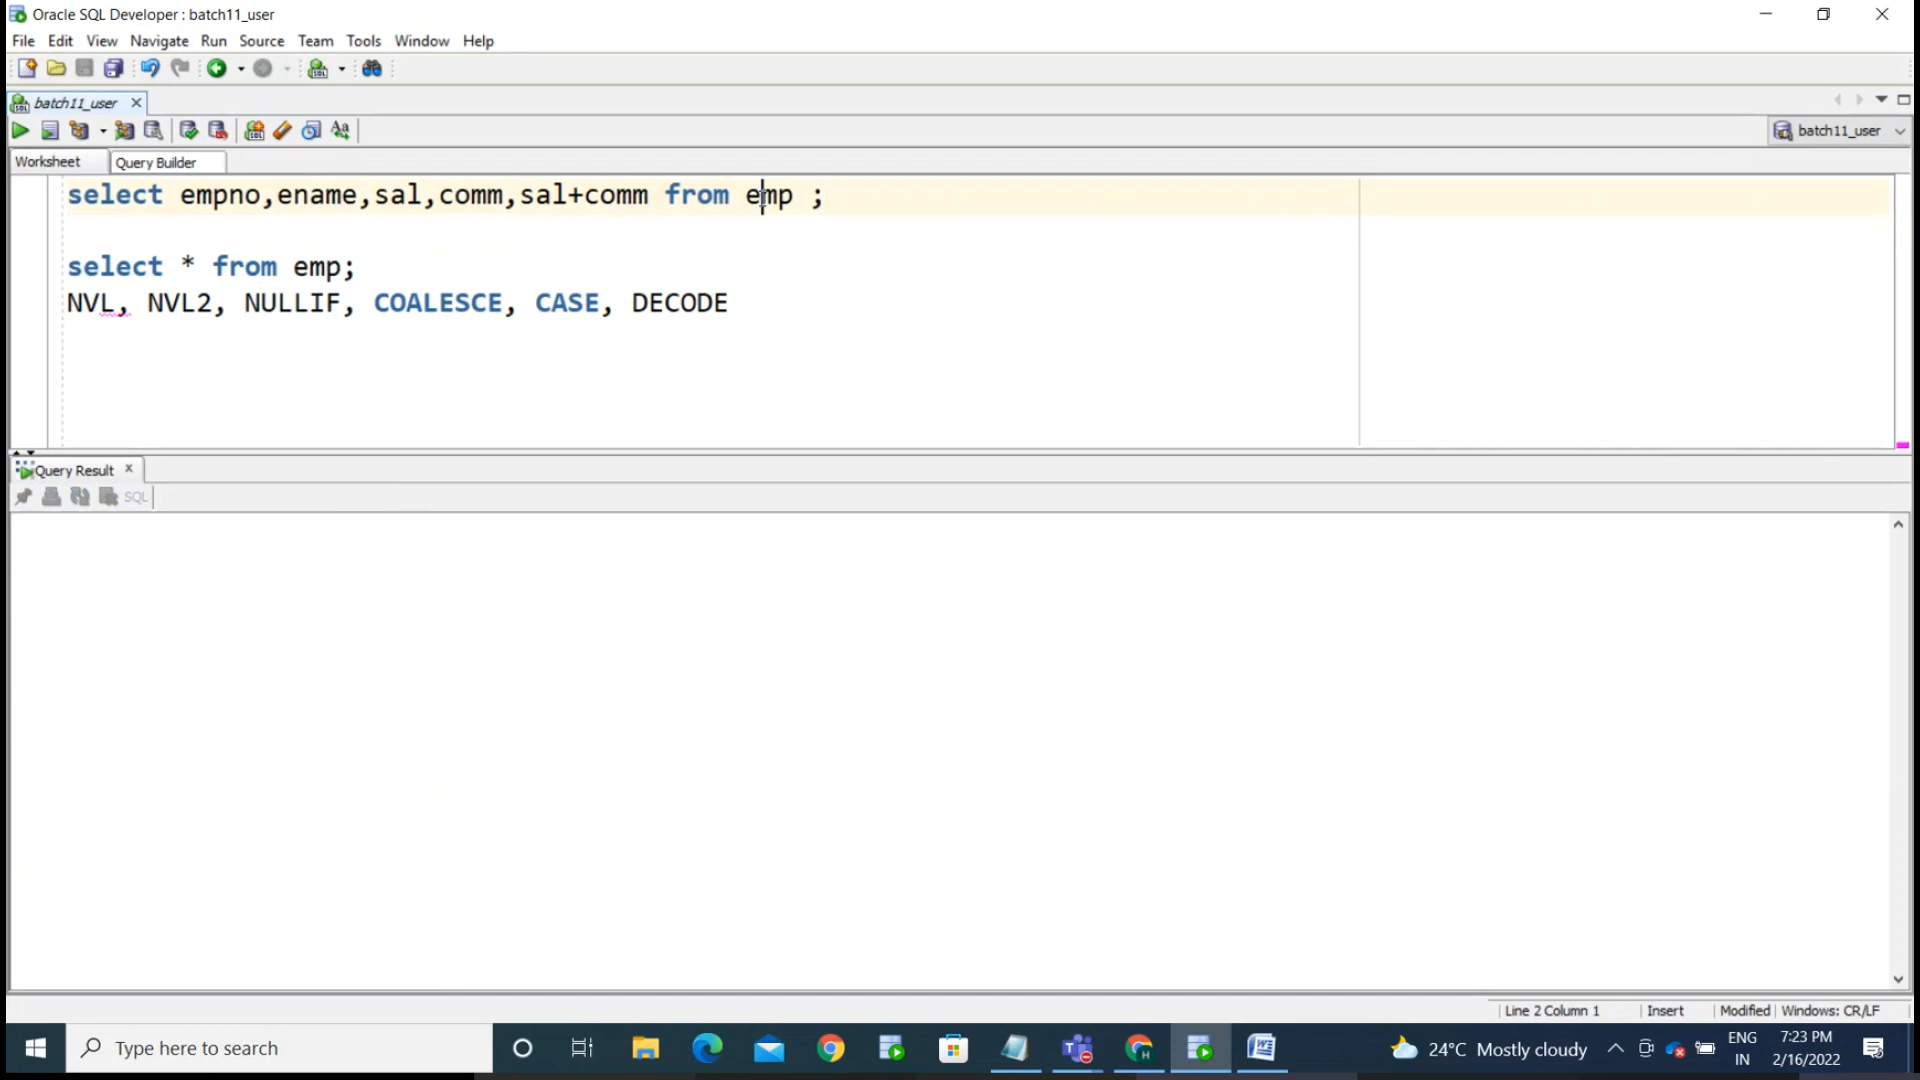 Oracle SQL Developer : batch11_user
File Edit View Navigate Run Source Team Tools Window Help
batch11_user
batch11_user
Worksheet Query Builder
select empno,ename,sal,comm,sal+comm from emp ;
select * from emp;
NVL, NVL2, NULLIF, COALESCE, CASE, DECODE
Query Result
SQL
Line 2 Column 1 Insert Modified Windows: CR/LF
Type here to search
24°C Mostly cloudy
ENG
IN
7:23 PM
2/16/2022